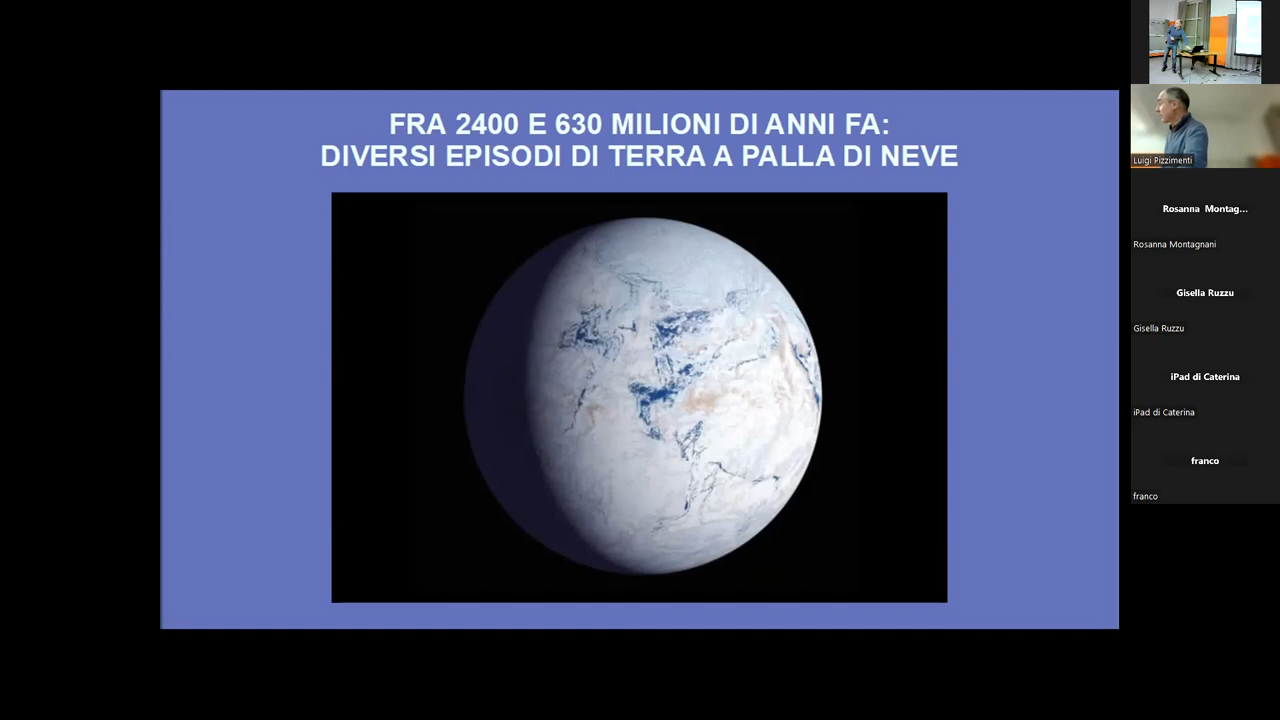 FRA 2400 E 630 MILIONI DI ANNI FA:
DIVERSI EPISODI DI TERRA A PALLA DI NEVE
Luigi Pizzimenti
Rosanna Montag...
Rosanna Montagnani
Gisella Ruzzu
Gisella Ruzzu
iPad di Caterina
iPad di Caterina
franco
franco